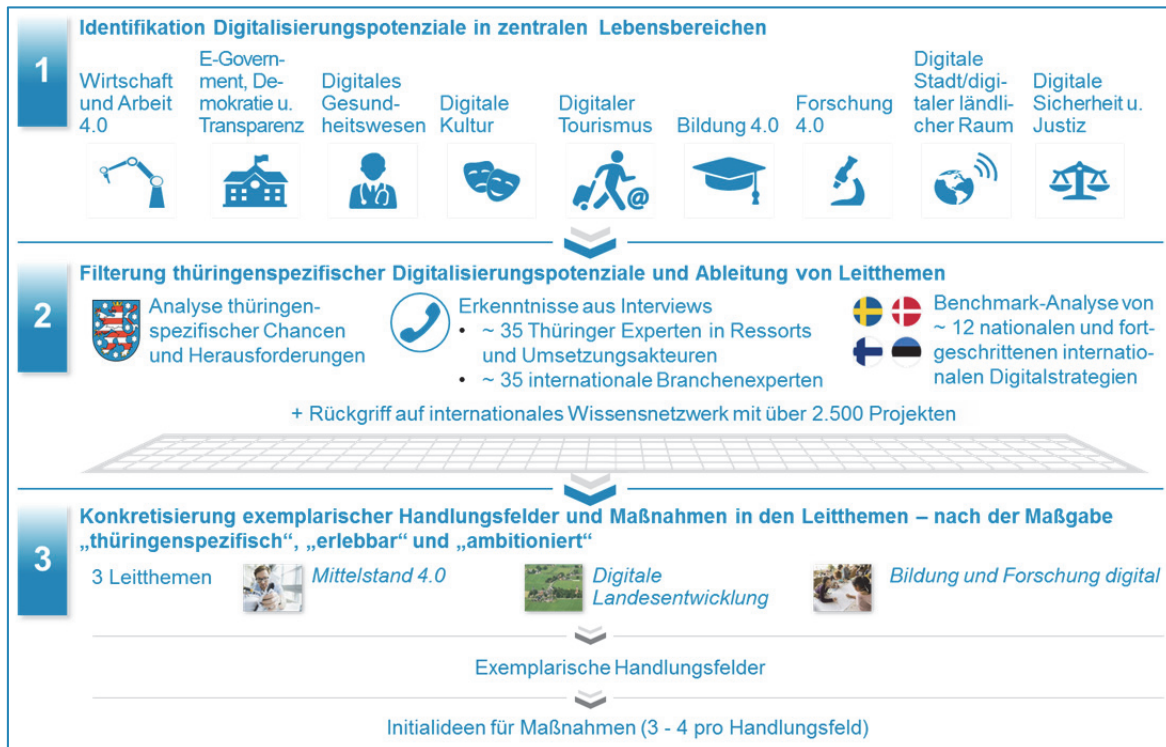 1
Identifikation Digitalisierungspotenziale in zentralen Lebensbereichen
Wirtschaft
und Arbeit
4.0
E-Govern-
ment, De-
mokratie u.
Transparenz
Digitales
Gesund-
heitswesen
Digitale
Kultur
Digitaler
Tourismus
Bildung 4.0
Forschung
4.0
Digitale
Stadt/digi-
taler ländli-
cher Raum
Digitale
Sicherheit u.
Justiz
@
2
Filterung thüringenspezifischer Digitalisierungspotenziale und Ableitung von Leitthemen
Analyse thüringen-
spezifischer Chancen
und Herausforderungen
Erkenntnisse aus Interviews
• ~ 35 Thüringer Experten in Ressorts
und Umsetzungsakteuren
• ~ 35 internationale Branchenexperten
Benchmark-Analyse von
~ 12 nationalen und fort-
geschrittenen internatio-
nalen Digitalstrategien
+ Rückgriff auf internationales Wissensnetzwerk mit über 2.500 Projekten
3
Konkretisierung exemplarischer Handlungsfelder und Maßnahmen in den Leitthemen – nach der Maßgabe
„thüringenspezifisch“, „erlebbar“ und „ambitioniert“
3 Leitthemen
Mittelstand 4.0
Digitale
Landesentwicklung
Bildung und Forschung digital
Exemplarische Handlungsfelder
Initialideen für Maßnahmen (3 - 4 pro Handlungsfeld)